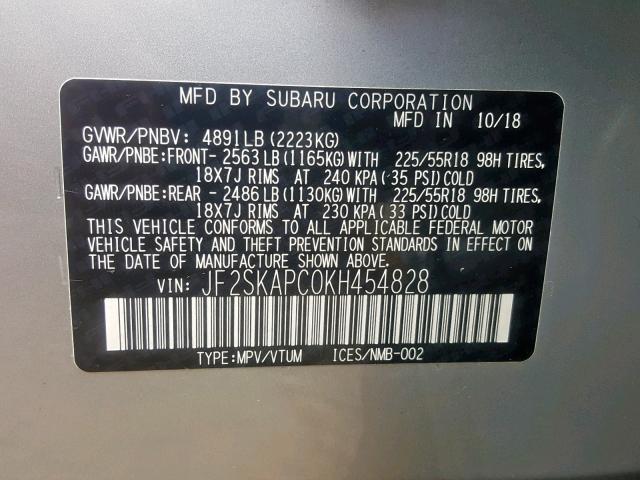 MFD BY SUBARU CORPORATION
MFD IN 10/18
GVWR/PNBV: 4891LB (2223KG)
GAWR/PNBE:FRONT- 2563 LB (1165KG) WITH 225/55R18 98H TIRES,
18X7J RIMS AT 240 KPA ( 35 PSI) COLD
GAWR/PNBE:REAR - 2486 LB (1130KG) WITH 225/55R18 98H TIRES,
18X7J RIMS AT 230 KPA ( 33 PSI) COLD
THIS VEHICLE CONFORMS TO ALL APPLICABLE FEDERAL MOTOR
VEHICLE SAFETY AND THEFT PREVENTION STANDARDS IN EFFECT ON
THE DATE OF MANUFACTURE SHOWN ABOVE.
VIN: JF2SKAPC0KH454828
TYPE:MPV/VTUM ICES/NMB-002